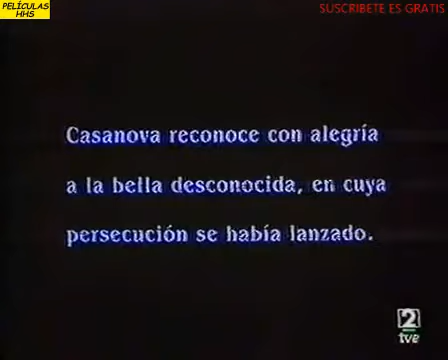 PELÍCULAS
HHS
SUSCRIBETE ES GRATIS
Casanova reconoce con alegría
a la bella desconocida, en cuya
persecución se había lanzado.
2
tve